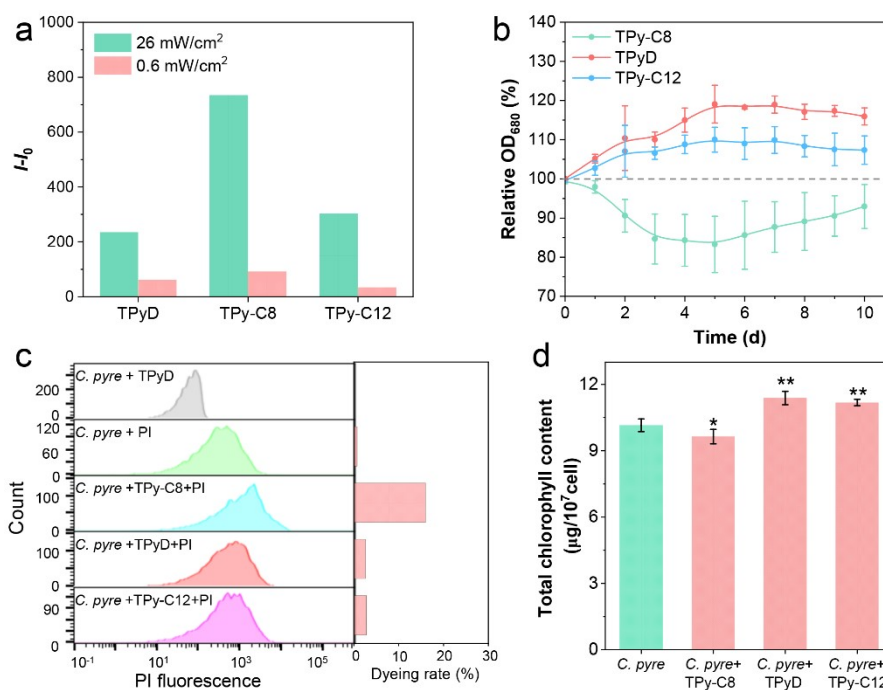 a
1000
800
600
400
200
0
I-I0
26 mW/cm²
0.6 mW/cm²
TPyD TPy-C8 TPy-C12
b
TPy-C8
TPyD
TPy-C12
Relative OD680 (%)
140
130
120
110
100
90
80
70
0 2 4 6 8 10
Time (d)
c
C. pyre + TPyD
200
0
C. pyre + PI
120
60
0
C. pyre +TPy-C8+PI
100
0
C. pyre +TPyD+PI
100
0
C. pyre +TPy-C12+PI
90
0
Count
10-1 101 103 105
PI fluorescence
0 10 20 30
Dyeing rate (%)
d
Total chlorophyll content
(μg/10⁷cell)
15
12
9
6
3
0
*
**
**
C. pyre C. pyre+ C. pyre+ C. pyre+
TPy-C8 TPyD TPy-C12